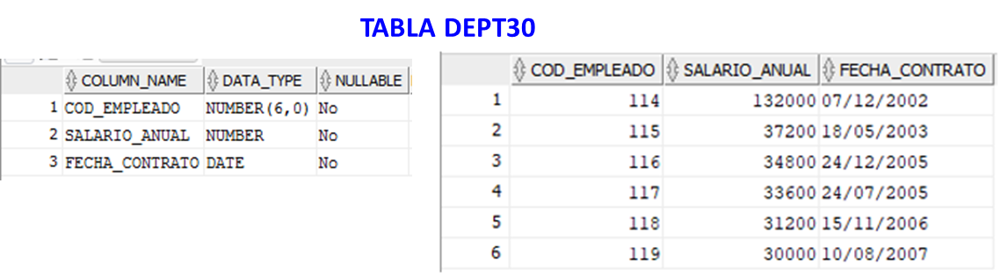 TABLA DEPT30
COLUMN_NAME DATA_TYPE NULLABLE
1 COD_EMPLEADO NUMBER(6,0) No
2 SALARIO_ANUAL NUMBER No
3 FECHA_CONTRATO DATE No
COD_EMPLEADO SALARIO_ANUAL FECHA_CONTRATO
1 114 132000 07/12/2002
2 115 37200 18/05/2003
3 116 34800 24/12/2005
4 117 33600 24/07/2005
5 118 31200 15/11/2006
6 119 30000 10/08/2007